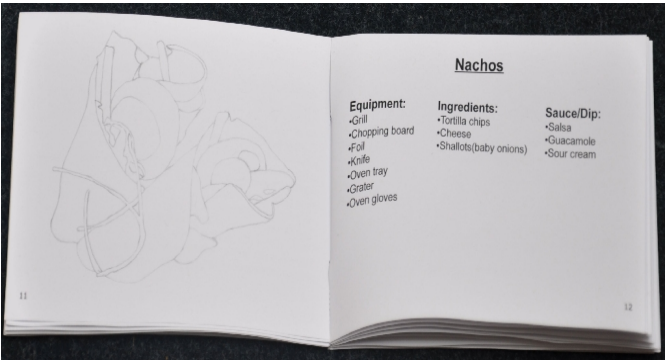 11
Nachos
Equipment:
•Grill
•Chopping board
•Foil
•Knife
•Oven tray
•Grater
•Oven gloves
Ingredients:
•Tortilla chips
•Cheese
•Shallots(baby onions)
Sauce/Dip:
•Salsa
•Guacamole
•Sour cream
12